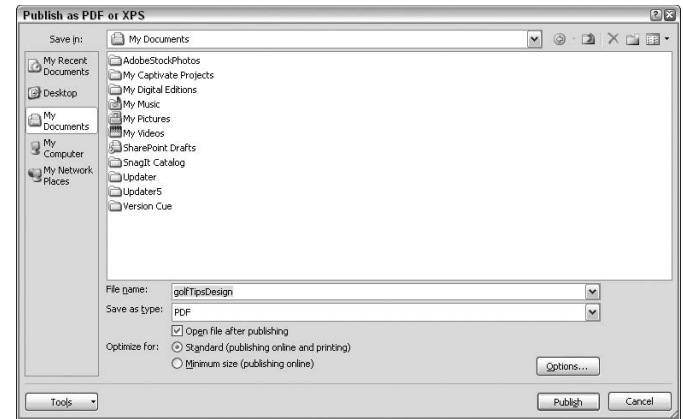 Publish as PDF or XPS
Save in:
My Documents
My Recent
Documents
Desktop
My
Documents
My
Computer
My Network
Places
AdobeStockPhotos
My Captivate Projects
My Digital Editions
My Music
My Pictures
My Videos
SharePoint Drafts
SnagIt Catalog
Updater
Updater5
Version Cue
File name:
golfTipsDesign
Save as type:
PDF
Open file after publishing
Optimize for:
Standard (publishing online and printing)
Minimum size (publishing online)
Options...
Tools
Publish
Cancel